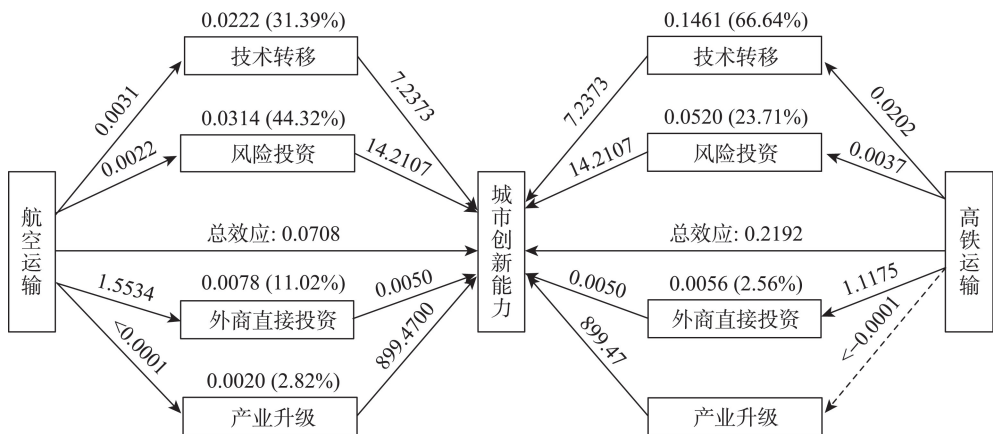 0.0222 (31.39%)
技术转移
0.0031
7.2373
0.0314 (44.32%)
风险投资
0.0022
14.2107
航空运输
总效应: 0.0708
城市创新能力
1.5534
0.0078 (11.02%)
外商直接投资
0.0050
<0.0001
0.0020 (2.82%)
产业升级
899.4700
0.1461 (66.64%)
技术转移
7.2373
0.0202
0.0520 (23.71%)
风险投资
14.2107
0.0037
总效应: 0.2192
高铁运输
0.0050
0.0056 (2.56%)
外商直接投资
1.1175
899.47
产业升级
<-0.0001